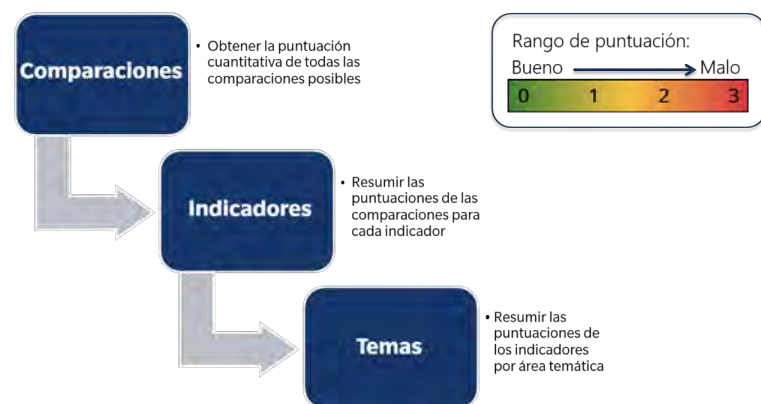 Comparaciones
• Obtener la puntuación
cuantitativa de todas las
comparaciones posibles
Rango de puntuación:
Bueno Malo
0 1 2 3
Indicadores
• Resumir las
puntuaciones de las
comparaciones para
cada indicador
Temas
• Resumir las
puntuaciones de
los indicadores
por área temática